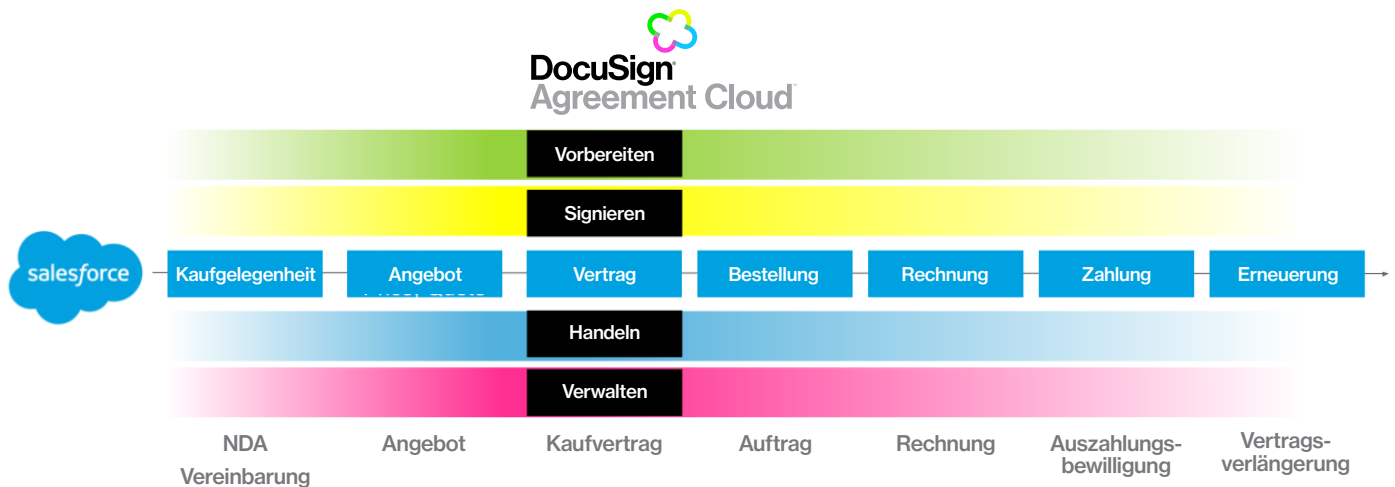 DocuSign
Agreement Cloud
Vorbereiten
Signieren
salesforce
Kaufgelegenheit
Angebot
Vertrag
Bestellung
Rechnung
Zahlung
Erneuerung
Handeln
Verwalten
NDA
Vereinbarung
Angebot
Kaufvertrag
Auftrag
Rechnung
Auszahlungs-
bewilligung
Vertrags-
verlängerung